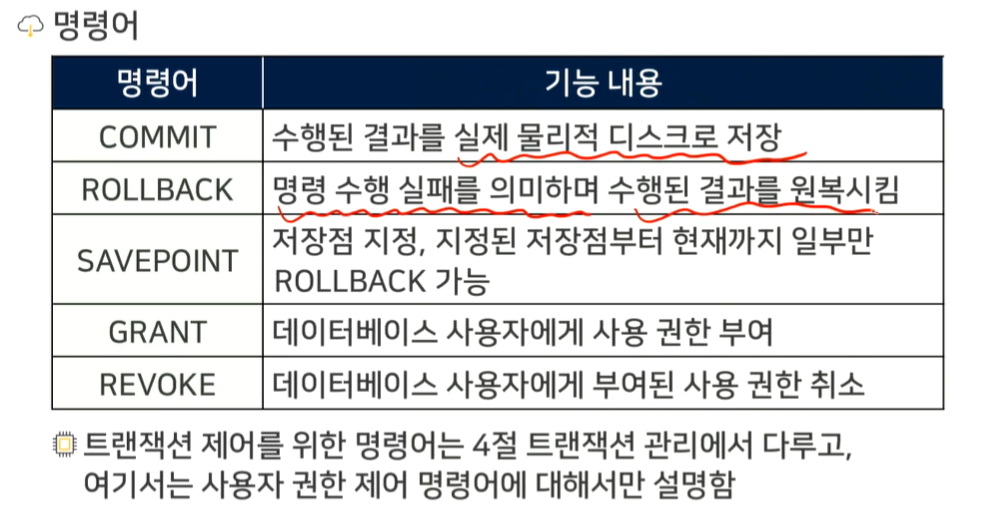 명령어
명령어 기능 내용
COMMIT 수행된 결과를 실제 물리적 디스크로 저장
ROLLBACK 명령 수행 실패를 의미하며 수행된 결과를 원복시킴
SAVEPOINT 저장점 지정, 지정된 저장점부터 현재까지 일부만
ROLLBACK 가능
GRANT 데이터베이스 사용자에게 사용 권한 부여
REVOKE 데이터베이스 사용자에게 부여된 사용 권한 취소
트랜잭션 제어를 위한 명령어는 4절 트랜잭션 관리에서 다루고,
여기서는 사용자 권한 제어 명령어에 대해서만 설명함